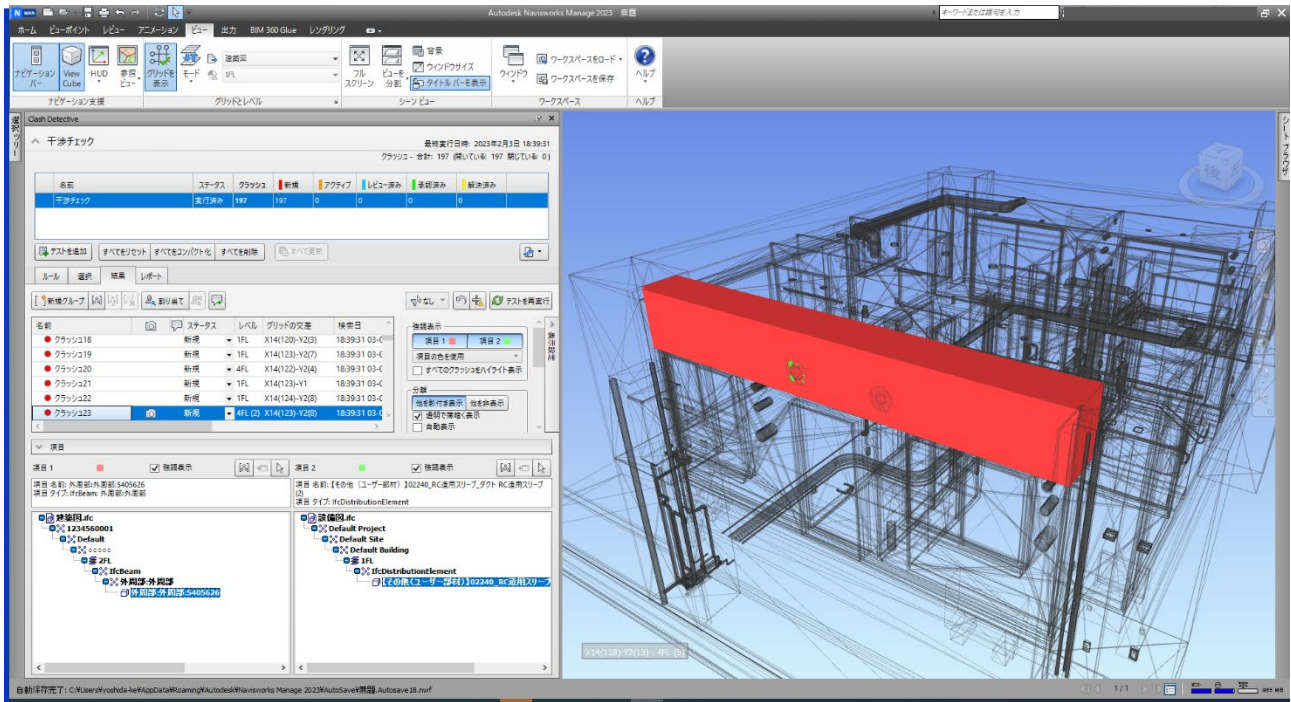 Autodesk Navisworks Manage 2023 無題
キーワードまたは語句を入力
ホーム ビューポイント レビュー アニメーション ビュー 出力 BIM 360 Glue レンダリング
ナビゲーション バー
View Cube
HUD
参照 ビュー
グリッドを 表示
モード
建築図
1FL
フル スクリーン
ビューを 分割
背景
ウィンドウサイズ
タイトル バーを表示
ウィンドウ
ワークスペースをロード
ワークスペースを保存
ヘルプ
ナビゲーション支援 グリッドとレベル シーン ビュー ワークスペース ヘルプ
選択ツリー
シート ブラウザ
Clash Detective
干渉チェック
最終実行日時: 2023年2月3日 18:39:31
クラッシュ - 合計: 197 (開いている: 197 閉じている: 0)
名前 ステータス クラッシュ 新規 アクティブ レビュー済み 承認済み 解決済み
干渉チェック 実行済み 197 197 0 0 0 0
テストを追加 すべてをリセット すべてをコンパクト化 すべてを削除 すべて更新
ルール 選択 結果 レポート
新規グループ 割り当て なし テストを再実行
名前 ステータス レベル グリッドの交差 検索日
クラッシュ18 新規 1FL X14(120)-Y2(3) 18:39:31 03-
クラッシュ19 新規 1FL X14(123)-Y2(7) 18:39:31 03-
クラッシュ20 新規 4FL X14(122)-Y2(4) 18:39:31 03-
クラッシュ21 新規 1FL X14(123)-Y1 18:39:31 03-
クラッシュ22 新規 1FL X14(124)-Y2(8) 18:39:31 03-
クラッシュ23 新規 4FL (2) X14(123)-Y2(8) 18:39:31 03-
強調表示
項目 1 項目 2
項目の色を使用
すべてのクラッシュをハイライト表示
分離
他を影付き表示 他を非表示
透明で薄暗く表示
自動表示
項目
項目 1 強調表示 項目 2 強調表示
項目 名前: 外周部:外周部:5405626
項目 タイプ: IfcBeam: 外周部:外周部
項目 名前: 【その他（ユーザー部材）】02240_RC造用スリーブ_ダクト RC造用スリーブ
(2)
項目 タイプ: IfcDistributionElement
建築図.ifc
1234560001
Default
○○○○○
2FL
IfcBeam
外周部:外周部
外周部:外周部:5405626
設備図.ifc
Default Project
Default Site
Default Building
1FL
IfcDistributionElement
【その他（ユーザー部材）】02240_RC造用スリーブ
後
X14(118)-Y2(13) : 4FL (5)
自動保存完了: C:¥Users¥yoshida-ke¥AppData¥Roaming¥Autodesk¥Navisworks Manage 2023¥AutoSave¥無題.Autosave18.nwf
1/1
955 MB